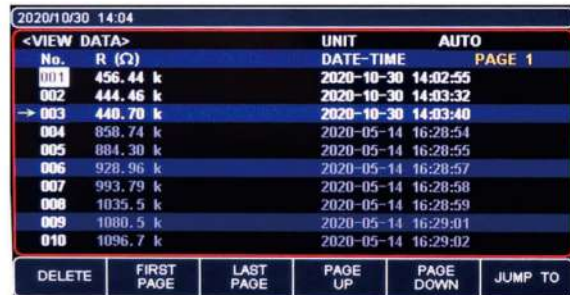 2020/10/30 14:04
<VIEW DATA> UNIT AUTO
No. R (Ω) DATE-TIME PAGE 1
001 456.44 k 2020-10-30 14:02:55
002 444.46 k 2020-10-30 14:03:32
→ 003 440.70 k 2020-10-30 14:03:40
004 858.74 k 2020-05-14 16:28:54
005 884.30 k 2020-05-14 16:28:55
006 928.96 k 2020-05-14 16:28:57
007 993.79 k 2020-05-14 16:28:58
008 1035.5 k 2020-05-14 16:28:59
009 1080.5 k 2020-05-14 16:29:01
010 1096.7 k 2020-05-14 16:29:02
DELETE FIRST PAGE LAST PAGE PAGE UP PAGE DOWN JUMP TO